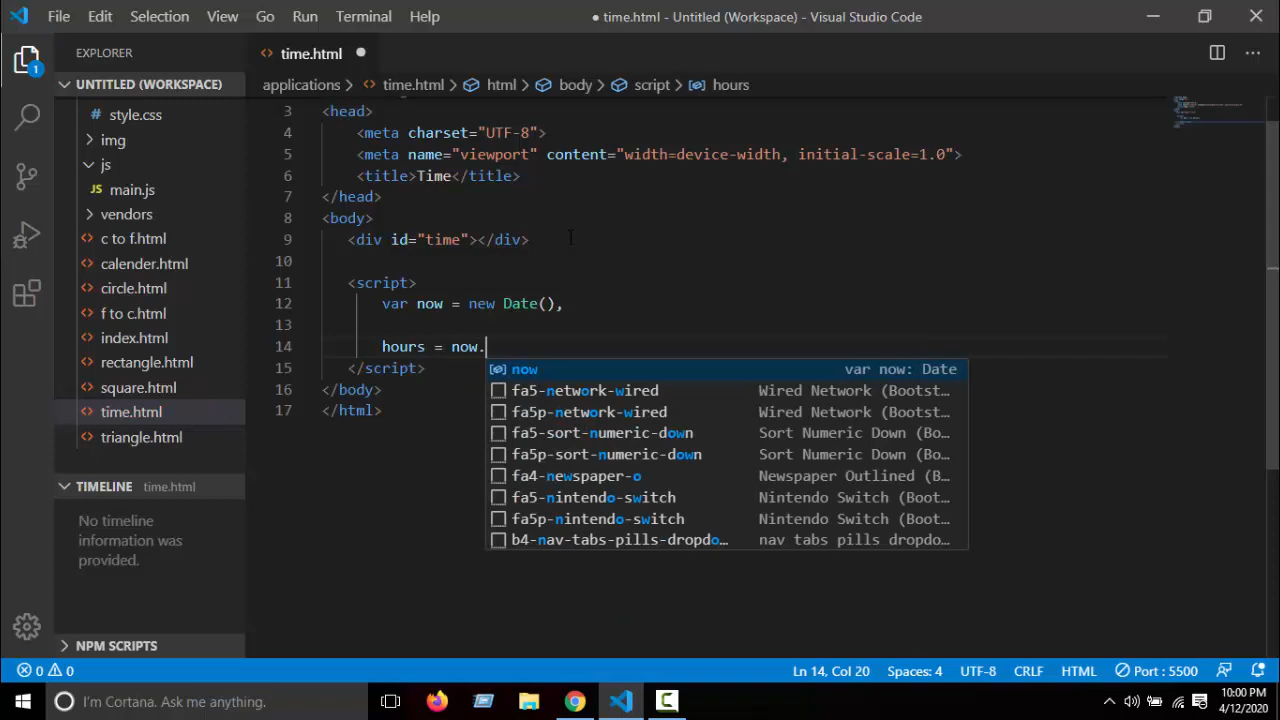 File Edit Selection View Go Run Terminal Help
● time.html - Untitled (Workspace) - Visual Studio Code
EXPLORER
1
UNTITLED (WORKSPACE)
# style.css
img
js
JS main.js
vendors
c to f.html
calender.html
circle.html
f to c.html
index.html
rectangle.html
square.html
time.html
triangle.html
TIMELINE time.html
No timeline
information was
provided.
NPM SCRIPTS
time.html ●
applications > time.html > html > body > script > hours
3 <head>
4 <meta charset="UTF-8">
5 <meta name="viewport" content="width=device-width, initial-scale=1.0">
6 <title>Time</title>
7 </head>
8 <body>
9 <div id="time"></div>
10
11 <script>
12 var now = new Date(),
13
14 hours = now.
15 </script>
16 </body>
17 </html>
now var now: Date
fa5-network-wired Wired Network (Bootst…
fa5p-network-wired Wired Network (Bootst…
fa5-sort-numeric-down Sort Numeric Down (Bo…
fa5p-sort-numeric-down Sort Numeric Down (Bo…
fa4-newspaper-o Newspaper Outlined (B…
fa5-nintendo-switch Nintendo Switch (Boot…
fa5p-nintendo-switch Nintendo Switch (Boot…
b4-nav-tabs-pills-dropdo… nav tabs pills dropdo…
0 0 Ln 14, Col 20 Spaces: 4 UTF-8 CRLF HTML Port : 5500
I'm Cortana. Ask me anything.
10:00 PM
4/12/2020